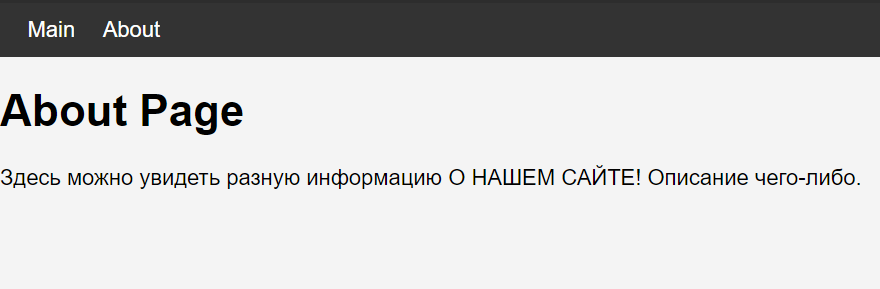 Main About
About Page
Здесь можно увидеть разную информацию О НАШЕМ САЙТЕ! Описание чего-либо.